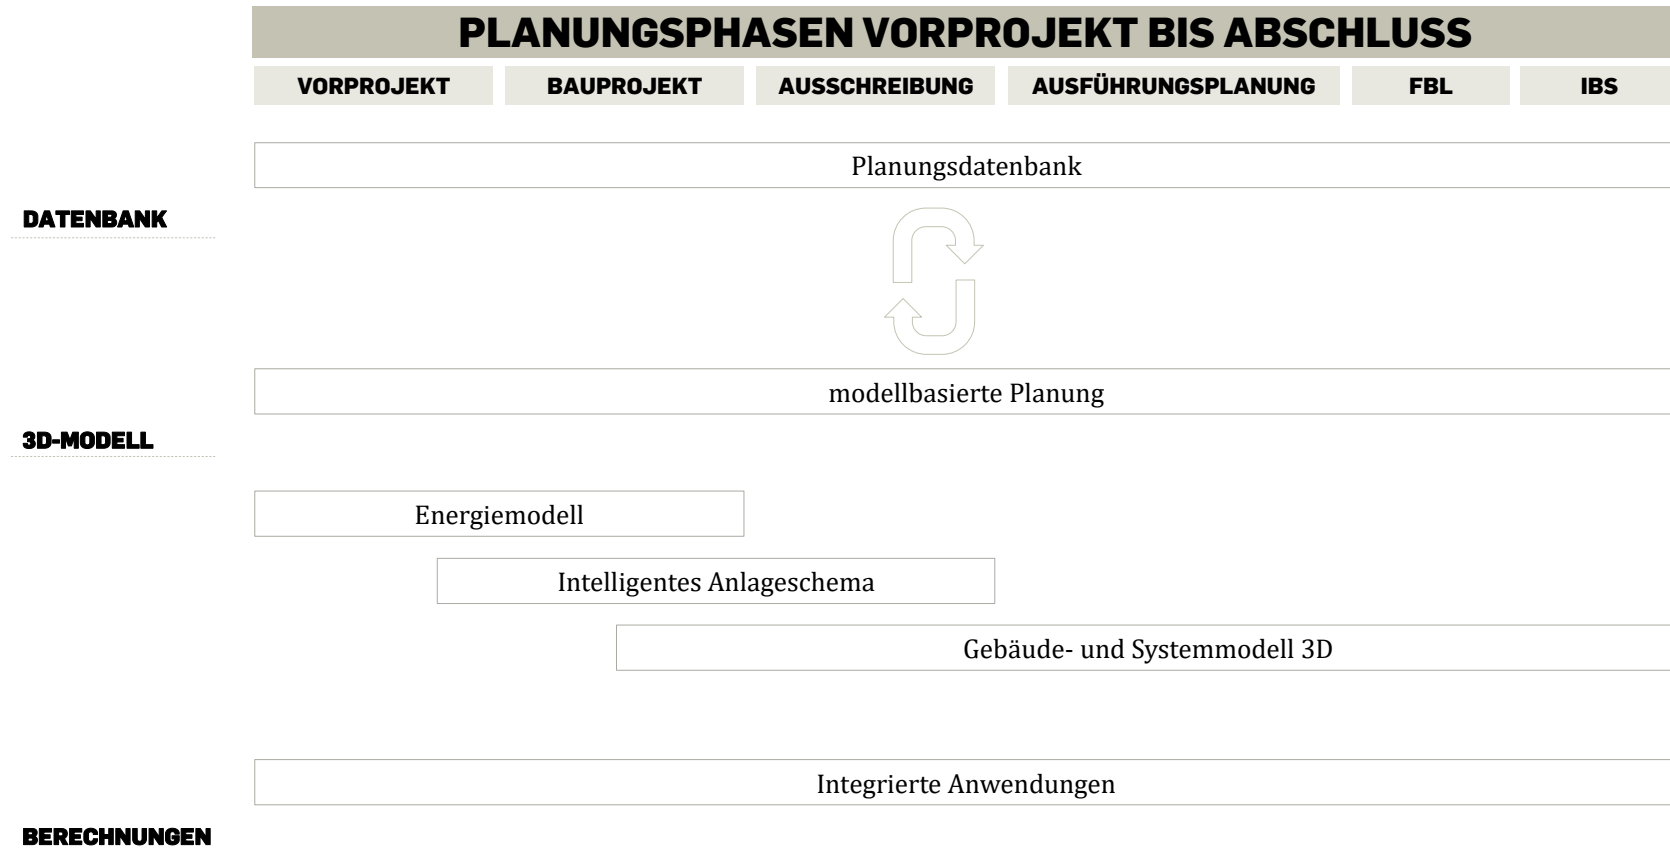 PLANUNGSPHASEN VORPROJEKT BIS ABSCHLUSS
VORPROJEKT BAUPROJEKT AUSSCHREIBUNG AUSFÜHRUNGSPLANUNG FBL IBS
Planungsdatenbank
DATENBANK
modellbasierte Planung
3D-MODELL
Energiemodell
Intelligentes Anlageschema
Gebäude- und Systemmodell 3D
Integrierte Anwendungen
BERECHNUNGEN